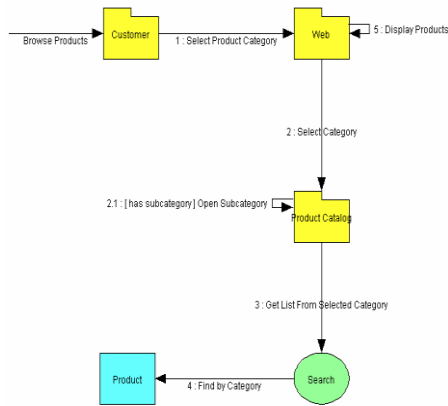 Browse Products
Customer
1 : Select Product Category
Web
5 : Display Products
2 : Select Category
2.1 : [ has subcategory ] Open Subcategory
Product Catalog
3 : Get List From Selected Category
Product
4 : Find by Category
Search